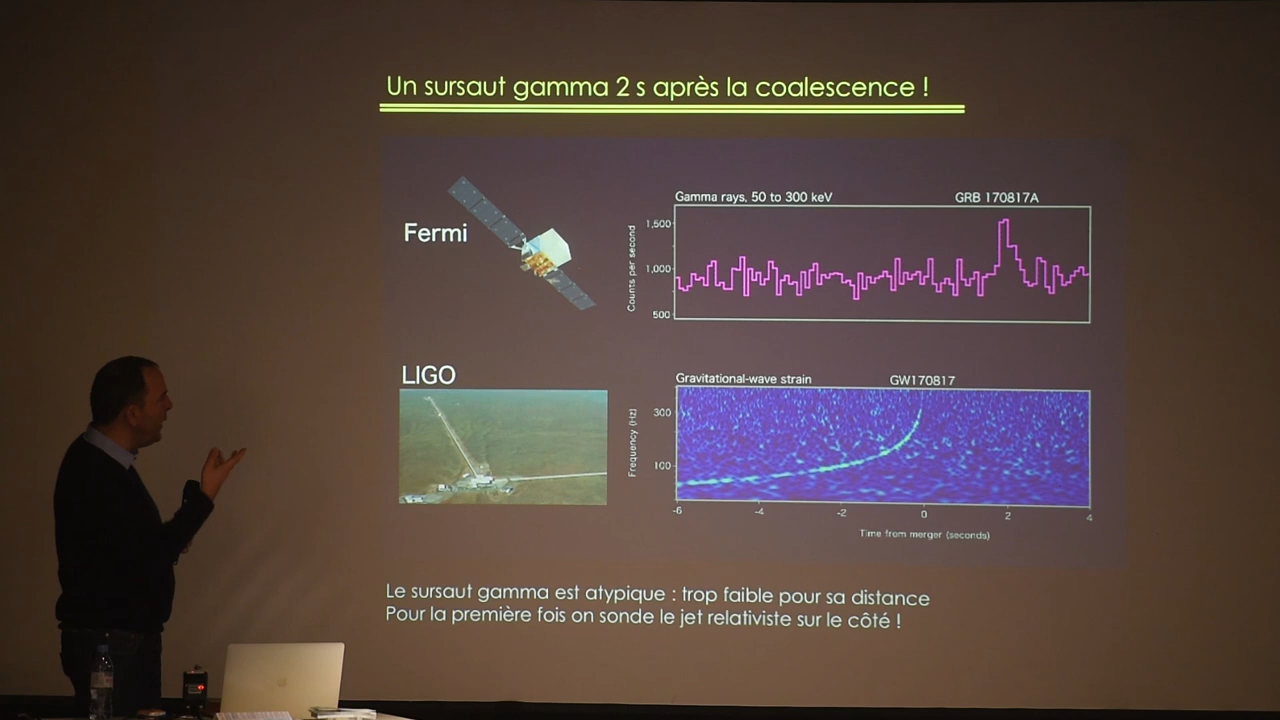 Un sursaut gamma 2 s après la coalescence !
Fermi
Gamma rays, 50 to 300 keV
GRB 170817A
Counts per second
1,500
1,000
500
LIGO
Gravitational-wave strain
GW170817
Frequency (Hz)
300
100
-6 -4 -2 0 2 4
Time from merger (seconds)
Le sursaut gamma est atypique : trop faible pour sa distance
Pour la première fois on sonde le jet relativiste sur le côté !